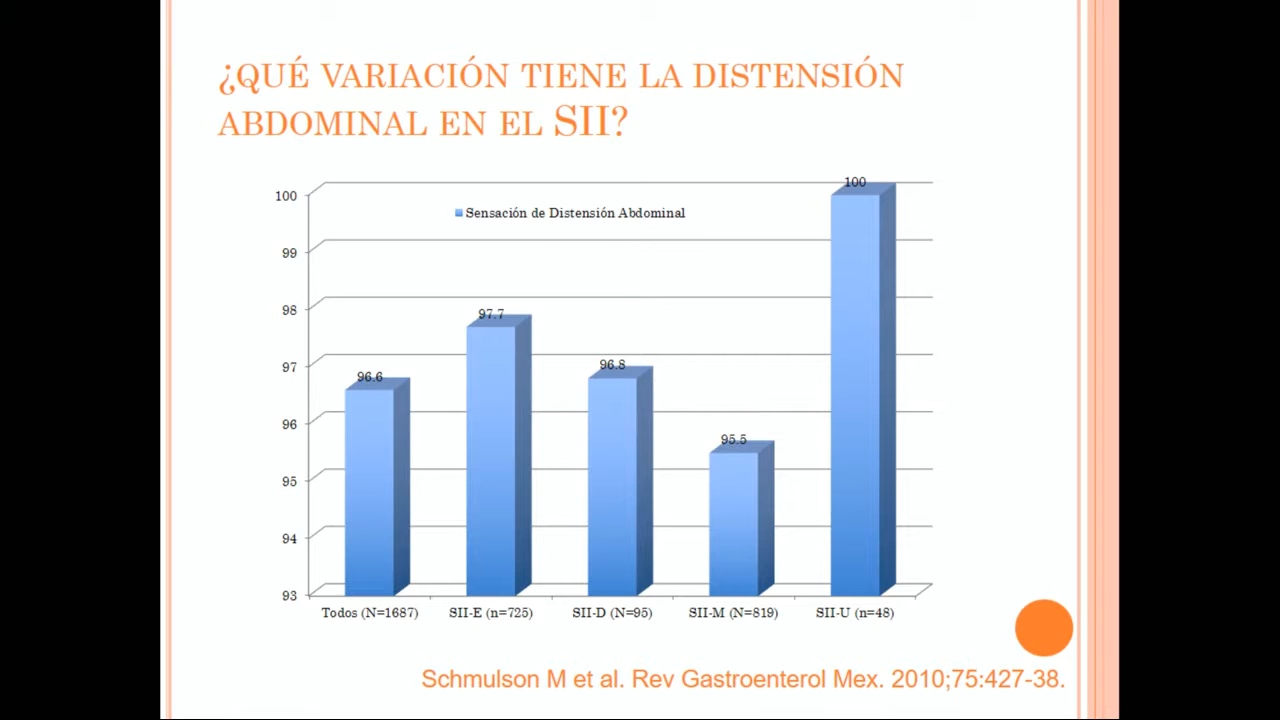 ¿QUÉ VARIACIÓN TIENE LA DISTENSIÓN
ABDOMINAL EN EL SII?
Sensación de Distensión Abdominal
100
99
98
97
96
95
94
93
96.6
97.7
96.8
95.5
100
Todos (N=1687)
SII-E (n=725)
SII-D (N=95)
SII-M (N=819)
SII-U (n=48)
Schmulson M et al. Rev Gastroenterol Mex. 2010;75:427-38.